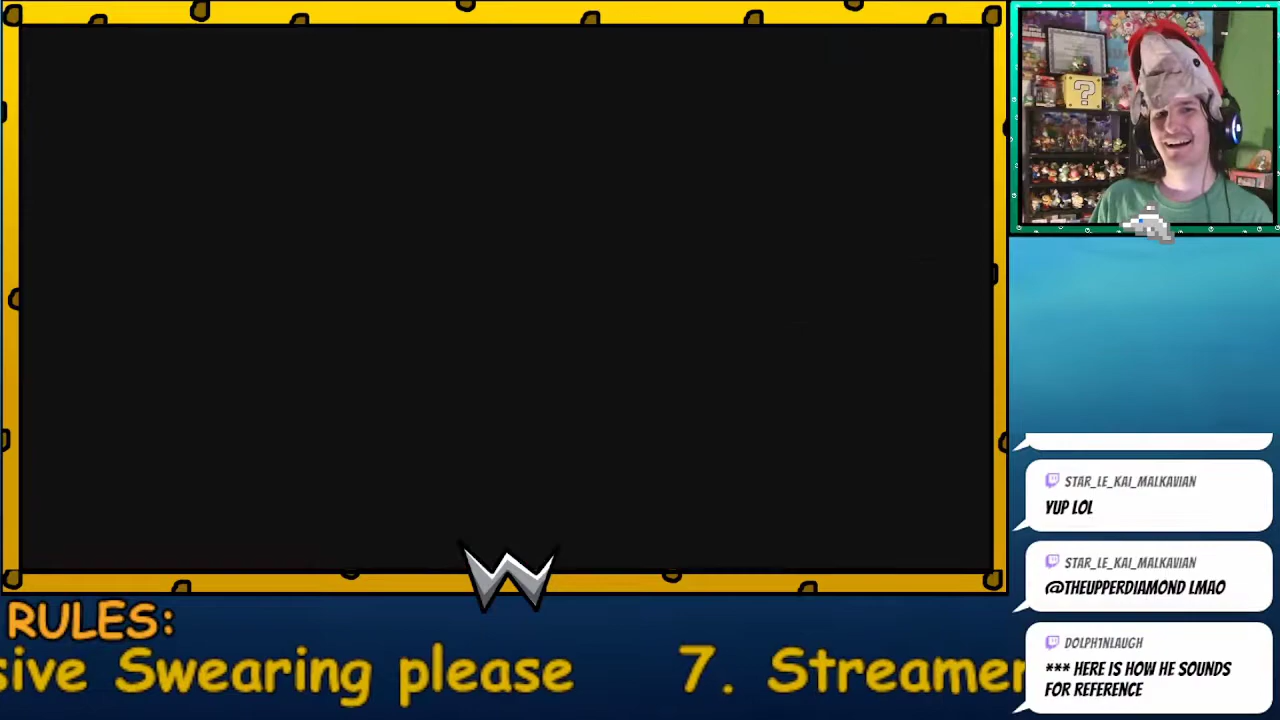 RULES:
sive Swearing please 7. Streamer
STAR_LE_KAI_MALKAVIAN
YUP LOL
STAR_LE_KAI_MALKAVIAN
@THEUPPERDIAMOND LMAO
DOLPH1NLAUGH
*** HERE IS HOW HE SOUNDS
FOR REFERENCE